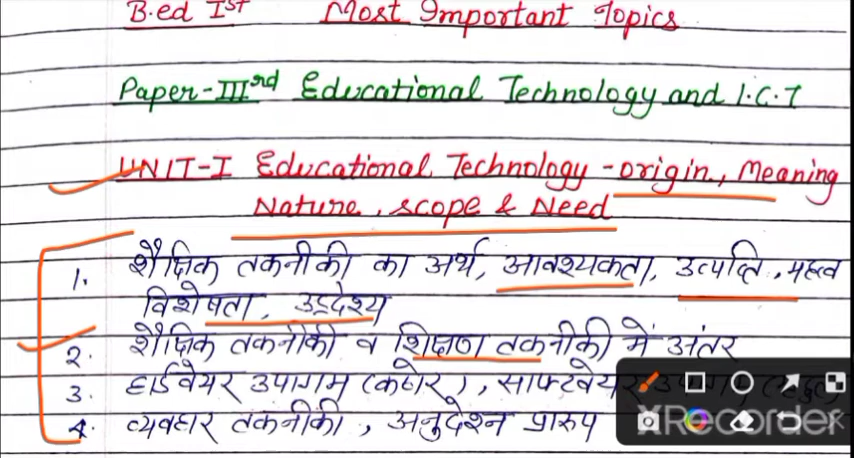 B.ed Ist Most Important Topics
Paper-IIIrd Educational Technology and I.C.T
UNIT-I Educational Technology - origin, Meaning
Nature, scope & Need
1. शैक्षिक तकनीकी का अर्थ, आवश्यकता, उत्पत्ति, महत्व
विशेषता, उद्देश्य
2. शैक्षिक तकनीकी व शिक्षण तकनीकी में अंतर
3. हार्डवेयर उपागम (कठोर), साफ्टवेयर
4. व्यवहार तकनीकी, अनुदेशन प्रारूप
XRecorder